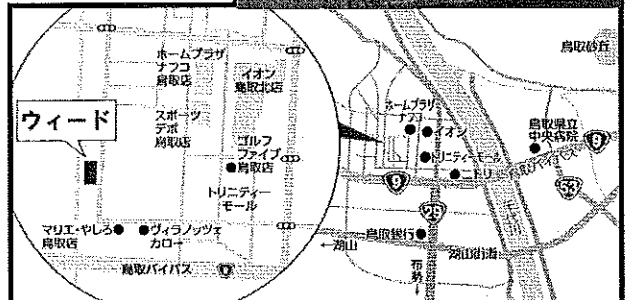 ホームプラザ
ナフコ
鳥取店
イオン
鳥取北店
ウィード
スポーツ
デポ
鳥取店
ゴルフ
ファイブ
鳥取店
トリニティー
モール
マリエ・やしろ
鳥取店
ヴィラノッツェ
カロー
鳥取バイパス
9
鳥取砂丘
ホームプラザ
ナフコ
イオン
鳥取県立
中央病院
トリニティーモール
ニトリ
鳥取バイパス
9
9
53
29
千代川
鳥取銀行
←湖山
湖山街道
布勢↓